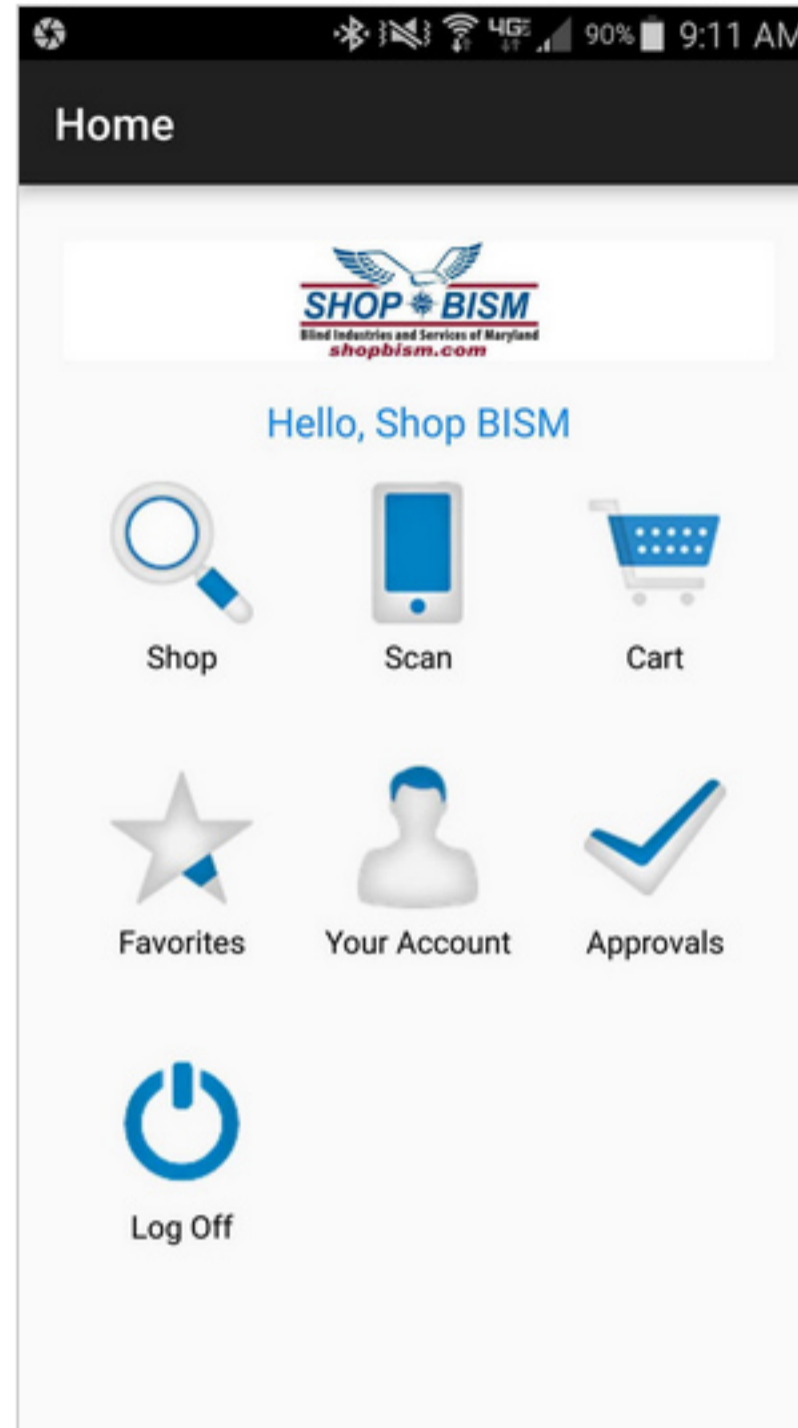 4G 90% 9:11 AM
Home
SHOP BISM
Blind Industries and Services of Maryland
shopbism.com
Hello, Shop BISM
Shop Scan Cart
Favorites Your Account Approvals
Log Off